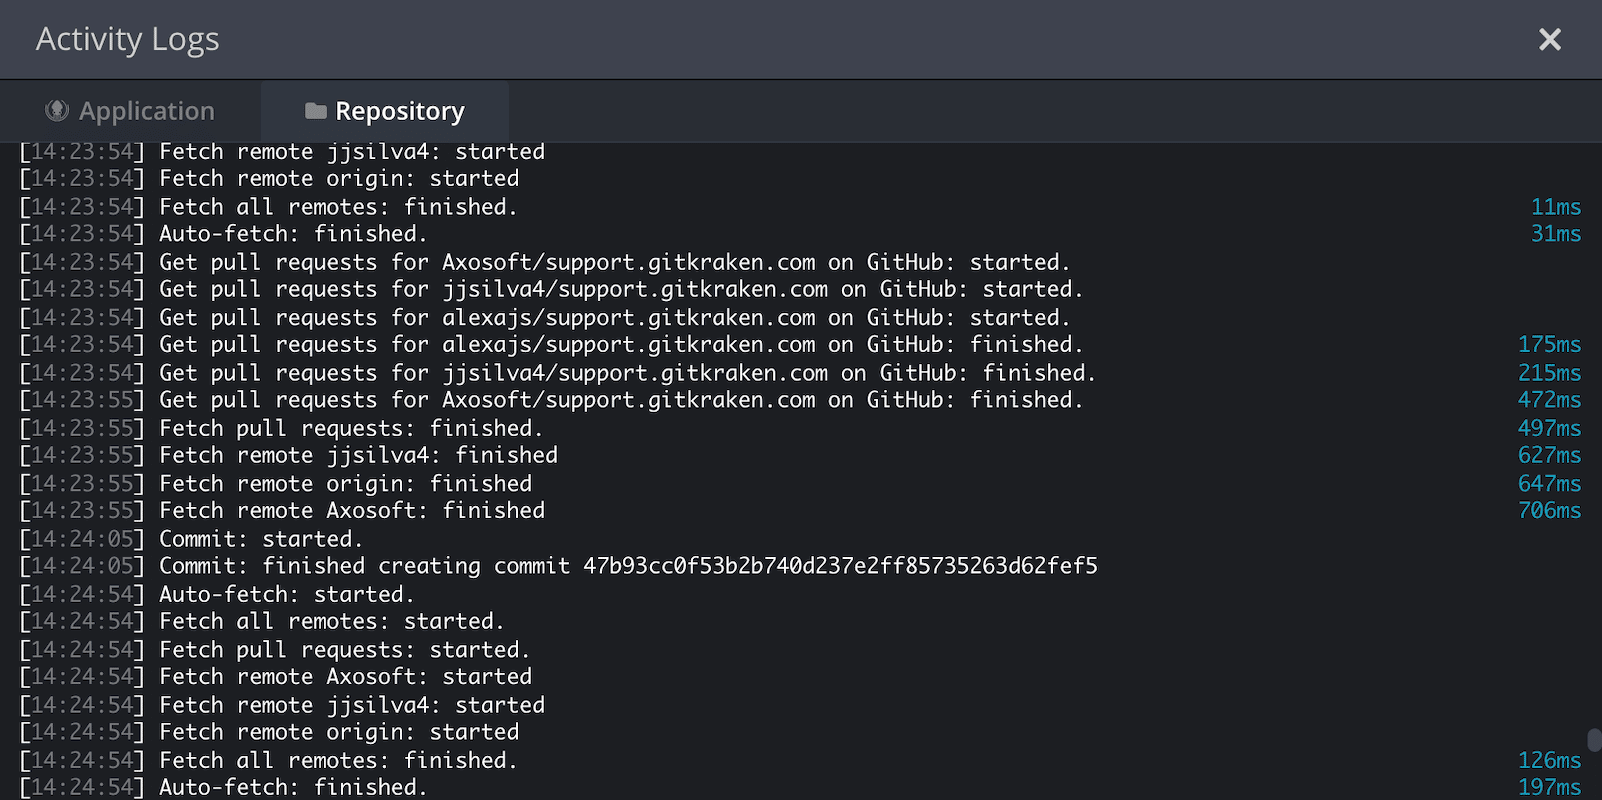 Activity Logs
Application Repository
[14:23:54] Fetch remote jjsilva4: started
[14:23:54] Fetch remote origin: started
[14:23:54] Fetch all remotes: finished. 11ms
[14:23:54] Auto-fetch: finished. 31ms
[14:23:54] Get pull requests for Axosoft/support.gitkraken.com on GitHub: started.
[14:23:54] Get pull requests for jjsilva4/support.gitkraken.com on GitHub: started.
[14:23:54] Get pull requests for alexajs/support.gitkraken.com on GitHub: started.
[14:23:54] Get pull requests for alexajs/support.gitkraken.com on GitHub: finished. 175ms
[14:23:54] Get pull requests for jjsilva4/support.gitkraken.com on GitHub: finished. 215ms
[14:23:55] Get pull requests for Axosoft/support.gitkraken.com on GitHub: finished. 472ms
[14:23:55] Fetch pull requests: finished. 497ms
[14:23:55] Fetch remote jjsilva4: finished 627ms
[14:23:55] Fetch remote origin: finished 647ms
[14:23:55] Fetch remote Axosoft: finished 706ms
[14:24:05] Commit: started.
[14:24:05] Commit: finished creating commit 47b93cc0f53b2b740d237e2ff85735263d62fef5
[14:24:54] Auto-fetch: started.
[14:24:54] Fetch all remotes: started.
[14:24:54] Fetch pull requests: started.
[14:24:54] Fetch remote Axosoft: started
[14:24:54] Fetch remote jjsilva4: started
[14:24:54] Fetch remote origin: started
[14:24:54] Fetch all remotes: finished. 126ms
[14:24:54] Auto-fetch: finished. 197ms